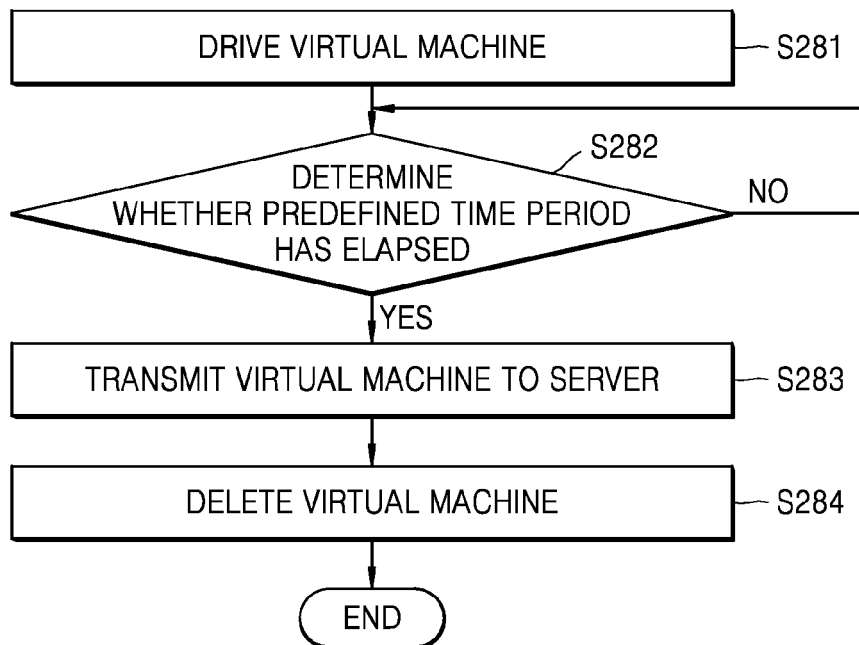 DRIVE VIRTUAL MACHINE
S281
S282
DETERMINE
WHETHER PREDEFINED TIME PERIOD
HAS ELAPSED
NO
YES
TRANSMIT VIRTUAL MACHINE TO SERVER
S283
DELETE VIRTUAL MACHINE
S284
END